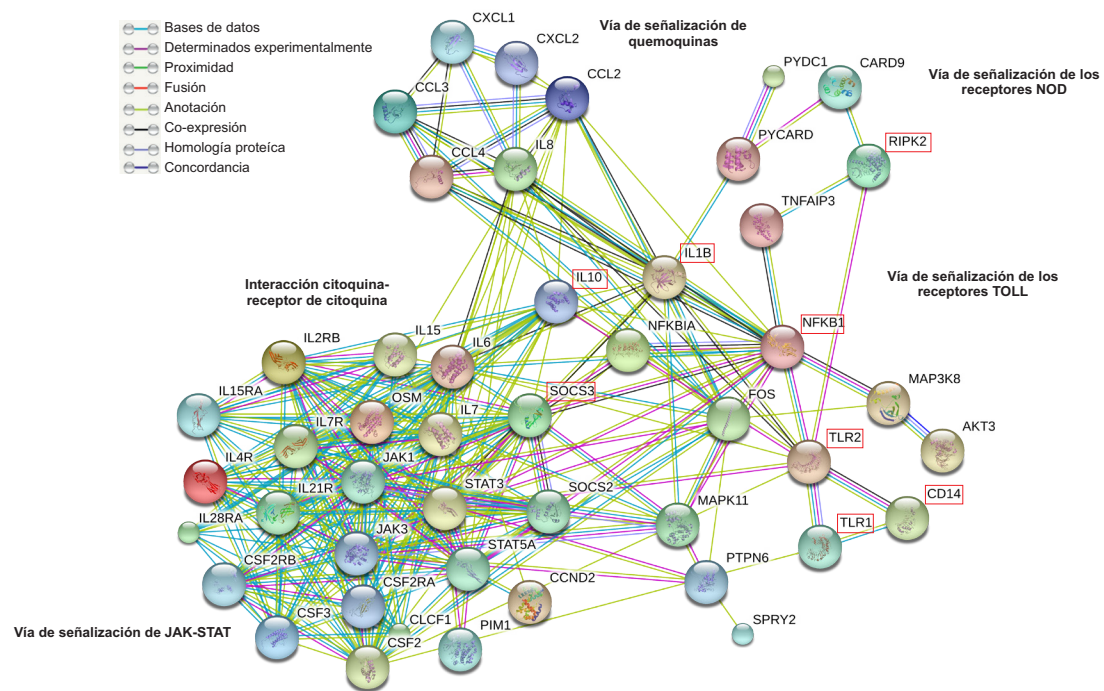 Bases de datos
Determinados experimentalmente
Proximidad
Fusión
Anotación
Co-expresión
Homología proteíca
Concordancia
Vía de señalización de
quemoquinas
CXCL1
CXCL2
CCL2
CCL3
CCL4
IL8
PYDC1
CARD9
Vía de señalización de los
receptores NOD
PYCARD
RIPK2
TNFAIP3
IL1B
Interacción citoquina-
receptor de citoquina
IL10
Vía de señalización de los
receptores TOLL
NFKBIA
NFKB1
IL2RB
IL15
IL6
MAP3K8
IL15RA
OSM
IL7
SOCS3
FOS
AKT3
IL7R
IL4R
JAK1
TLR2
IL21R
STAT3
SOCS2
MAPK11
CD14
IL28RA
JAK3
STAT5A
TLR1
CSF2RB
CSF2RA
CCND2
PTPN6
CSF3
CLCF1
PIM1
SPRY2
Vía de señalización de JAK-STAT
CSF2